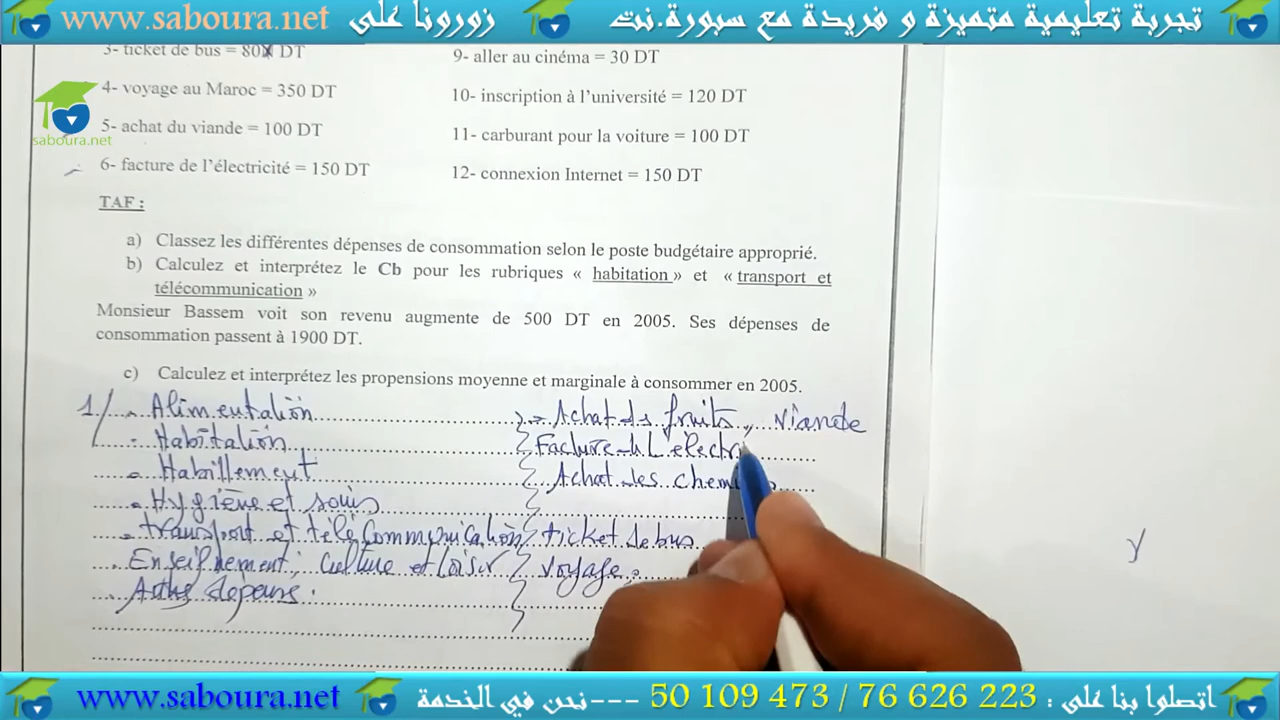 www.saboura.net زورونا على تجربة تعليمية متميزة و فريدة مع سبورة.نت
3- ticket de bus = 80 DT
9- aller au cinéma = 30 DT
saboura.net
4- voyage au Maroc = 350 DT
10- inscription à l'université = 120 DT
5- achat du viande = 100 DT
11- carburant pour la voiture = 100 DT
6- facture de l'électricité = 150 DT
12- connexion Internet = 150 DT
TAF :
a) Classez les différentes dépenses de consommation selon le poste budgétaire approprié.
b) Calculez et interprétez le Cb pour les rubriques « habitation » et « transport et
télécommunication »
Monsieur Bassem voit son revenu augmente de 500 DT en 2005. Ses dépenses de
consommation passent à 1900 DT.
c) Calculez et interprétez les propensions moyenne et marginale à consommer en 2005.
1/ - Alimentation - Achat des fruits, viande
- Habitation Facture de l'électr
- Habillement Achat des chem
- Hygiène et soins
- transport et télécommunication ticket de bus
- Enseignement, culture et loisir voyage,
- Autres dépens.
www.saboura.net اتصلوا بنا على : 223 626 76 / 473 109 50 ---نحن في الخدمة